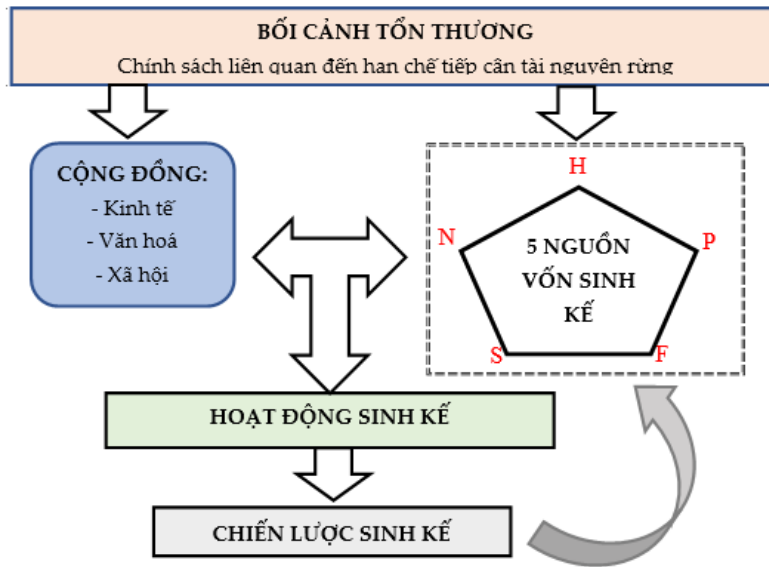 BỐI CẢNH TỔN THƯƠNG
Chính sách liên quan đến hạn chế tiếp cận tài nguyên rừng
CỘNG ĐỒNG:
- Kinh tế
- Văn hoá
- Xã hội
H
N
P
S
F
5 NGUỒN
VỐN SINH
KẾ
HOẠT ĐỘNG SINH KẾ
CHIẾN LƯỢC SINH KẾ